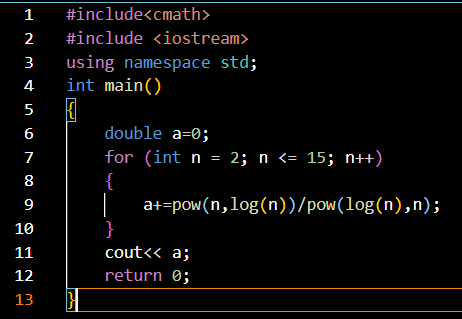 1 #include<cmath>
2 #include <iostream>
3 using namespace std;
4 int main()
5 {
6     double a=0;
7     for (int n = 2; n <= 15; n++)
8     {
9         a+=pow(n,log(n))/pow(log(n),n);
10     }
11     cout<< a;
12     return 0;
13 }